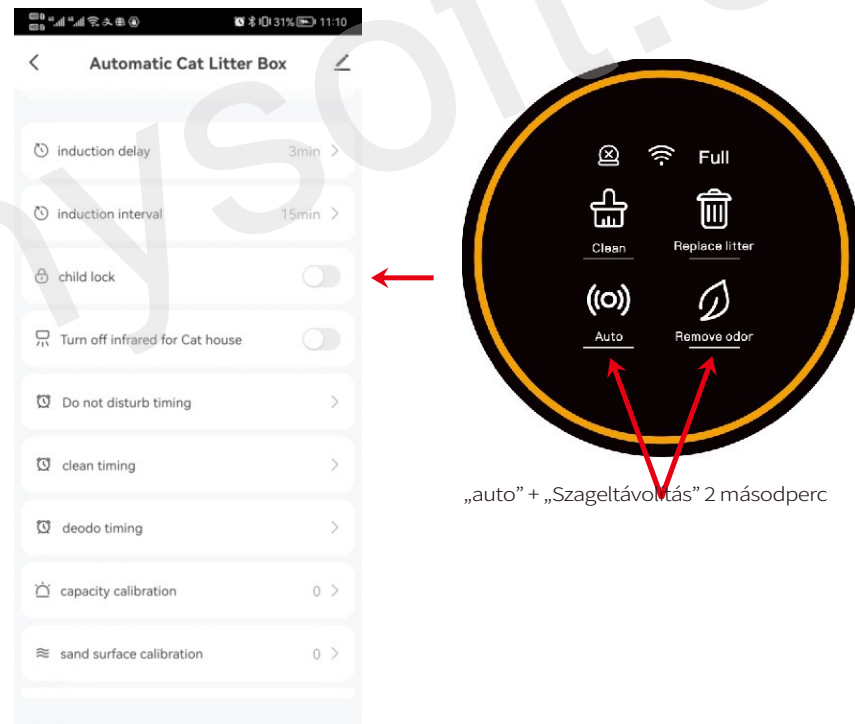 31% 11:10
Automatic Cat Litter Box
induction delay 3min
induction interval 15min
child lock
Turn off infrared for Cat house
Do not disturb timing
clean timing
deodo timing
capacity calibration 0
sand surface calibration 0
Full
Clean Replace litter
Auto Remove odor
„auto” + „Szageltávolítás” 2 másodperc